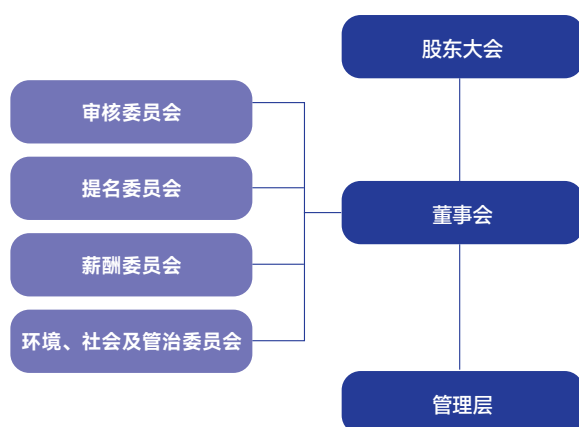 股东大会
审核委员会
提名委员会
董事会
薪酬委员会
环境、社会及管治委员会
管理层